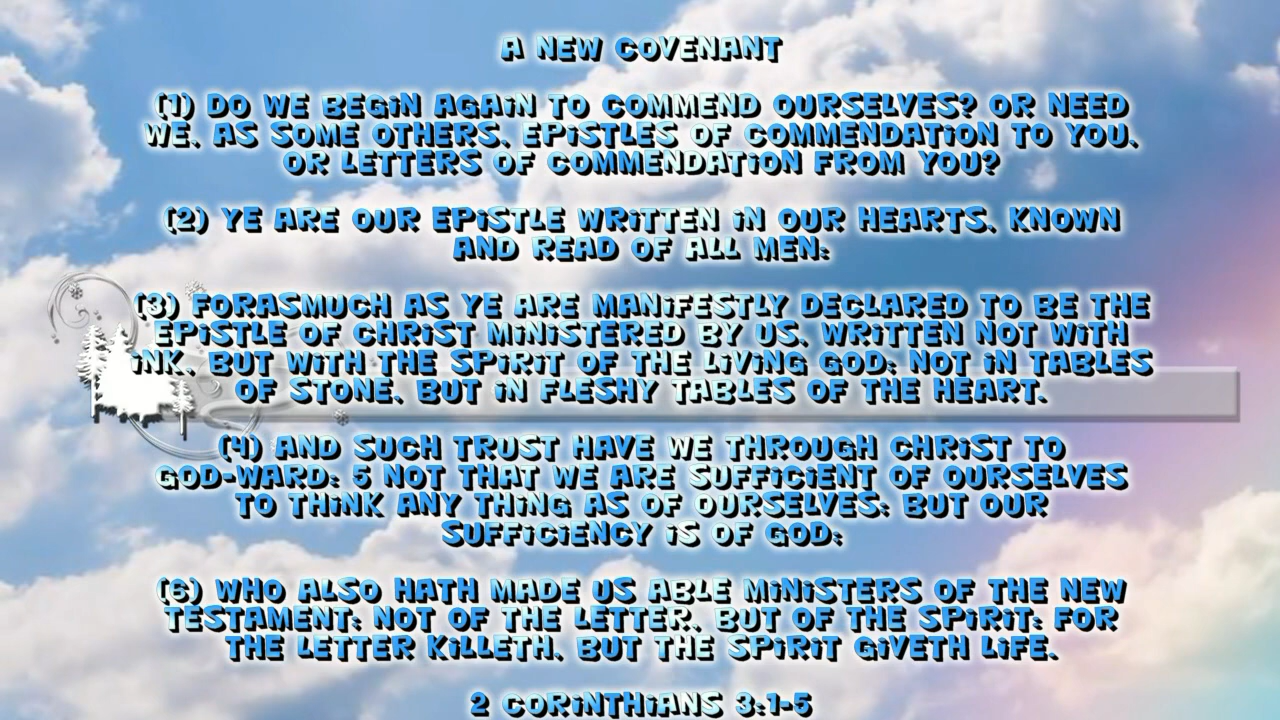 A NEW COVENANT
(1) DO WE BEGiN AGAiN TO COMMEND OURSELVES? OR NEED
WE, AS SOME OTHERS, EPiSTLES OF COMMENDATiON TO YOU,
OR LETTERS OF COMMENDATiON FROM YOU?
(2) YE ARE OUR EPiSTLE WRiTTEN iN OUR HEARTS, KNOWN
AND READ OF ALL MEN:
(3) FORASMUCH AS YE ARE MANiFESTLY DECLARED TO BE THE
EPiSTLE OF CHRiST MiNiSTERED BY US, WRiTTEN NOT WiTH
iNK, BUT WiTH THE SPiRiT OF THE LiViNG GOD; NOT iN TABLES
OF STONE, BUT iN FLESHY TABLES OF THE HEART.
(4) AND SUCH TRUST HAVE WE THROUGH CHRiST TO
GOD-WARD: 5 NOT THAT WE ARE SUFFiCiENT OF OURSELVES
TO THiNK ANY THiNG AS OF OURSELVES; BUT OUR
SUFFiCiENCY iS OF GOD;
(6) WHO ALSO HATH MADE US ABLE MiNiSTERS OF THE NEW
TESTAMENT; NOT OF THE LETTER, BUT OF THE SPiRiT: FOR
THE LETTER KiLLETH, BUT THE SPiRiT GiVETH LiFE.
2 CORiNTHiANS 3:1-5